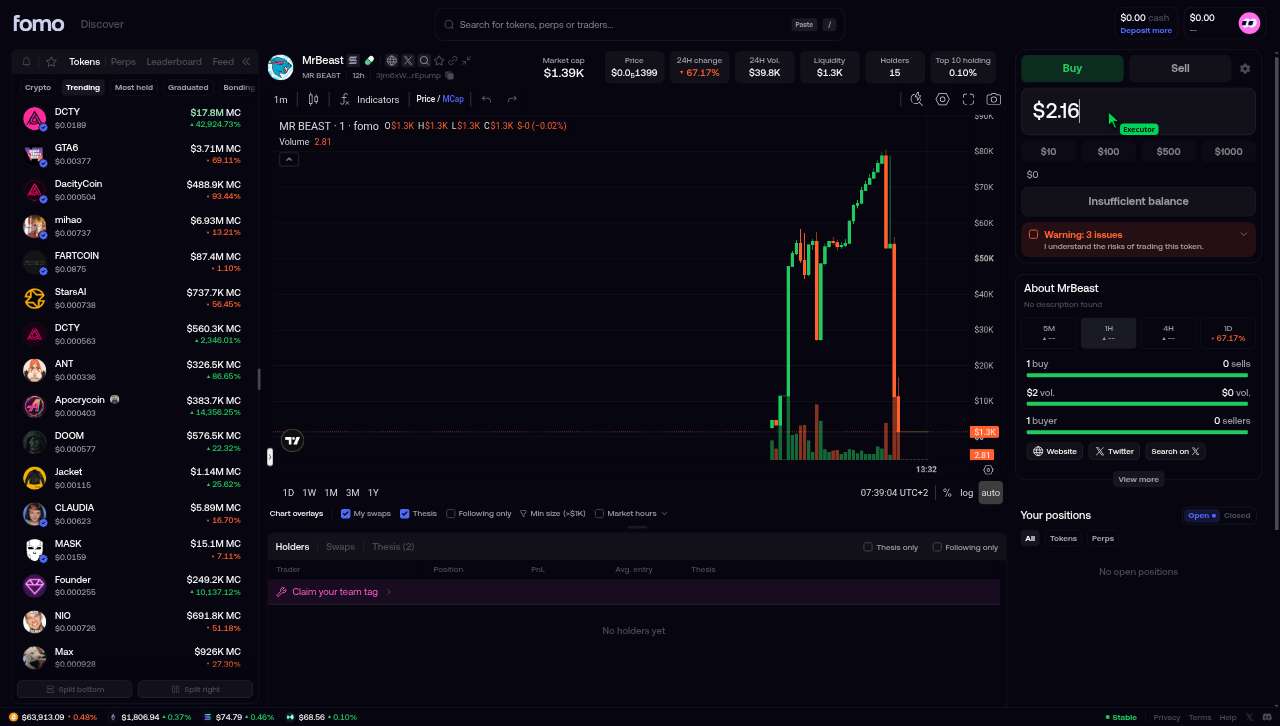 fomo Discover
Search for tokens, perps or traders... Paste /
$0.00 cash
Deposit more
$0.00
Tokens Perps Leaderboard Feed
Crypto Trending Most held Graduated Bonding
DCTY $17.8M MC
$0.0189 42,924.73%
GTA6 $3.71M MC
$0.00377 69.11%
DacityCoin $488.9K MC
$0.000504 93.44%
mihao $6.93M MC
$0.00737 13.21%
FARTCOIN $87.4M MC
$0.0875 1.10%
StarsAI $737.7K MC
$0.000738 56.45%
DCTY $560.3K MC
$0.000563 2,346.01%
ANT $326.5K MC
$0.000336 86.65%
Apocrycoin $383.7K MC
$0.000403 14,356.25%
DOOM $576.5K MC
$0.000577 22.32%
Jacket $1.14M MC
$0.00115 25.62%
CLAUDIA $5.89M MC
$0.00623 16.70%
MASK $15.1M MC
$0.0159 7.11%
Founder $249.2K MC
$0.000255 10,137.12%
NIO $691.8K MC
$0.000726 51.18%
Max $926K MC
$0.000928 27.30%
Split bottom Split right
MrBeast
MR BEAST 12h 3jm6xW...rEpump
Market cap
$1.39K
Price
$0.0₅1399
24H change
67.17%
24H Vol.
$39.8K
Liquidity
$1.3K
Holders
15
Top 10 holding
0.10%
1m Indicators Price / MCap
MR BEAST · 1 · fomo O$1.3K H$1.3K L$1.3K C$1.3K $-0 (−0.02%)
Volume 2.81
$90K
$80K
$70K
$60K
$50K
$40K
$30K
$20K
$10K
$1.3K
2.81
13:32
1D 1W 1M 3M 1Y 07:39:04 UTC+2 % log auto
Chart overlays My swaps Thesis Following only Min size (>$1K) Market hours
Holders Swaps Thesis (2) Thesis only Following only
Trader Position PnL Avg. entry Thesis
Claim your team tag
No holders yet
Buy Sell
$2.16
Executor
$10 $100 $500 $1000
$0
Insufficient balance
Warning: 3 issues
I understand the risks of trading this token.
About MrBeast
No description found
5M 1H 4H 1D
-- -- -- 67.17%
1 buy 0 sells
$2 vol. $0 vol.
1 buyer 0 sellers
Website Twitter Search on X
View more
Your positions Open Closed
All Tokens Perps
No open positions
$63,913.09 0.48% $1,806.94 0.37% $74.79 0.46% $68.56 0.10%
Stable Privacy Terms Help